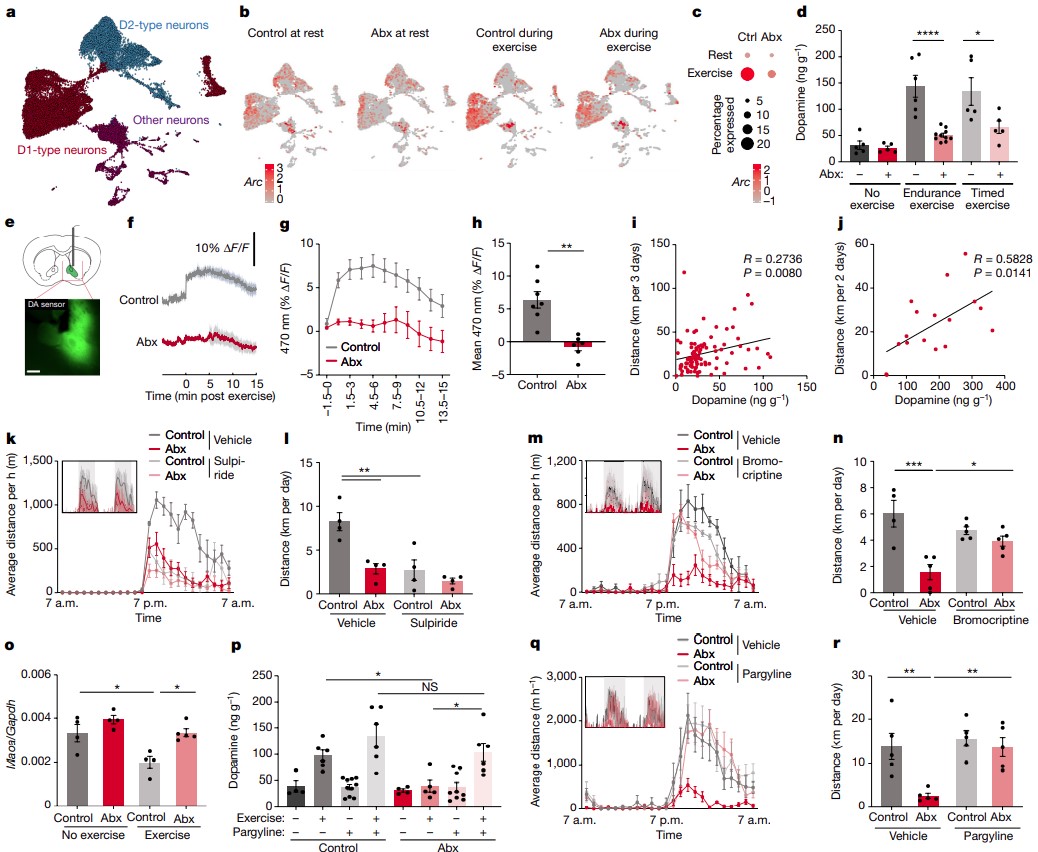 a
D2-type neurons
Other neurons
D1-type neurons
b
Control at rest
Abx at rest
Control during
exercise
Abx during
exercise
Arc
3
2
1
0
c
Ctrl Abx
Rest
Exercise
Percentage
expressed
5
10
15
20
Arc
2
1
0
−1
d
Dopamine (ng g−1)
250
200
150
100
50
0
****
*
Abx:
− + − + − +
No
exercise
Endurance
exercise
Timed
exercise
e
DA sensor
f
10% ΔF/F
Control
Abx
0 5 10 15
Time (min post exercise)
g
470 nm (% ΔF/F)
10
5
0
−5
Control
Abx
−1.5–0
1.5–3
4.5–6
7.5–9
10.5–12
13.5–15
Time (min)
h
Mean 470 nm (% ΔF/F)
15
10
5
0
−5
**
Control Abx
i
Distance (km per 3 days)
150
100
50
0
R = 0.2736
P = 0.0080
0 50 100 150
Dopamine (ng g−1)
j
Distance (km per 2 days)
60
40
20
0
R = 0.5828
P = 0.0141
0 100 200 300 400
Dopamine (ng g−1)
k
Control
Abx
Vehicle
Control
Abx
Sulpi-
ride
Average distance per h (m)
1,500
1,000
500
0
7 a.m. 7 p.m. 7 a.m.
Time
l
Distance (km per day)
15
10
5
0
**
Control Abx Control Abx
Vehicle Sulpiride
m
Control
Abx
Vehicle
Control
Abx
Bromo-
criptine
Average distance per h (m)
1,200
800
400
0
7 a.m. 7 p.m. 7 a.m.
Time
n
Distance (km per day)
10
8
6
4
2
0
***
*
Control Abx Control Abx
Vehicle Bromocriptine
o
Maoa/Gapdh
0.006
0.004
0.002
0
*
*
Control Abx Control Abx
No exercise Exercise
p
Dopamine (ng g−1)
250
200
150
100
50
0
*
NS
*
Exercise: − + − + − + − +
Pargyline: − − + + − − + +
Control Abx
q
Control
Abx
Vehicle
Control
Abx
Pargyline
Average distance (m h−1)
3,000
2,000
1,000
0
7 a.m. 7 p.m. 7 a.m.
Time
r
Distance (km per day)
30
20
10
0
**
**
Control Abx Control Abx
Vehicle Pargyline